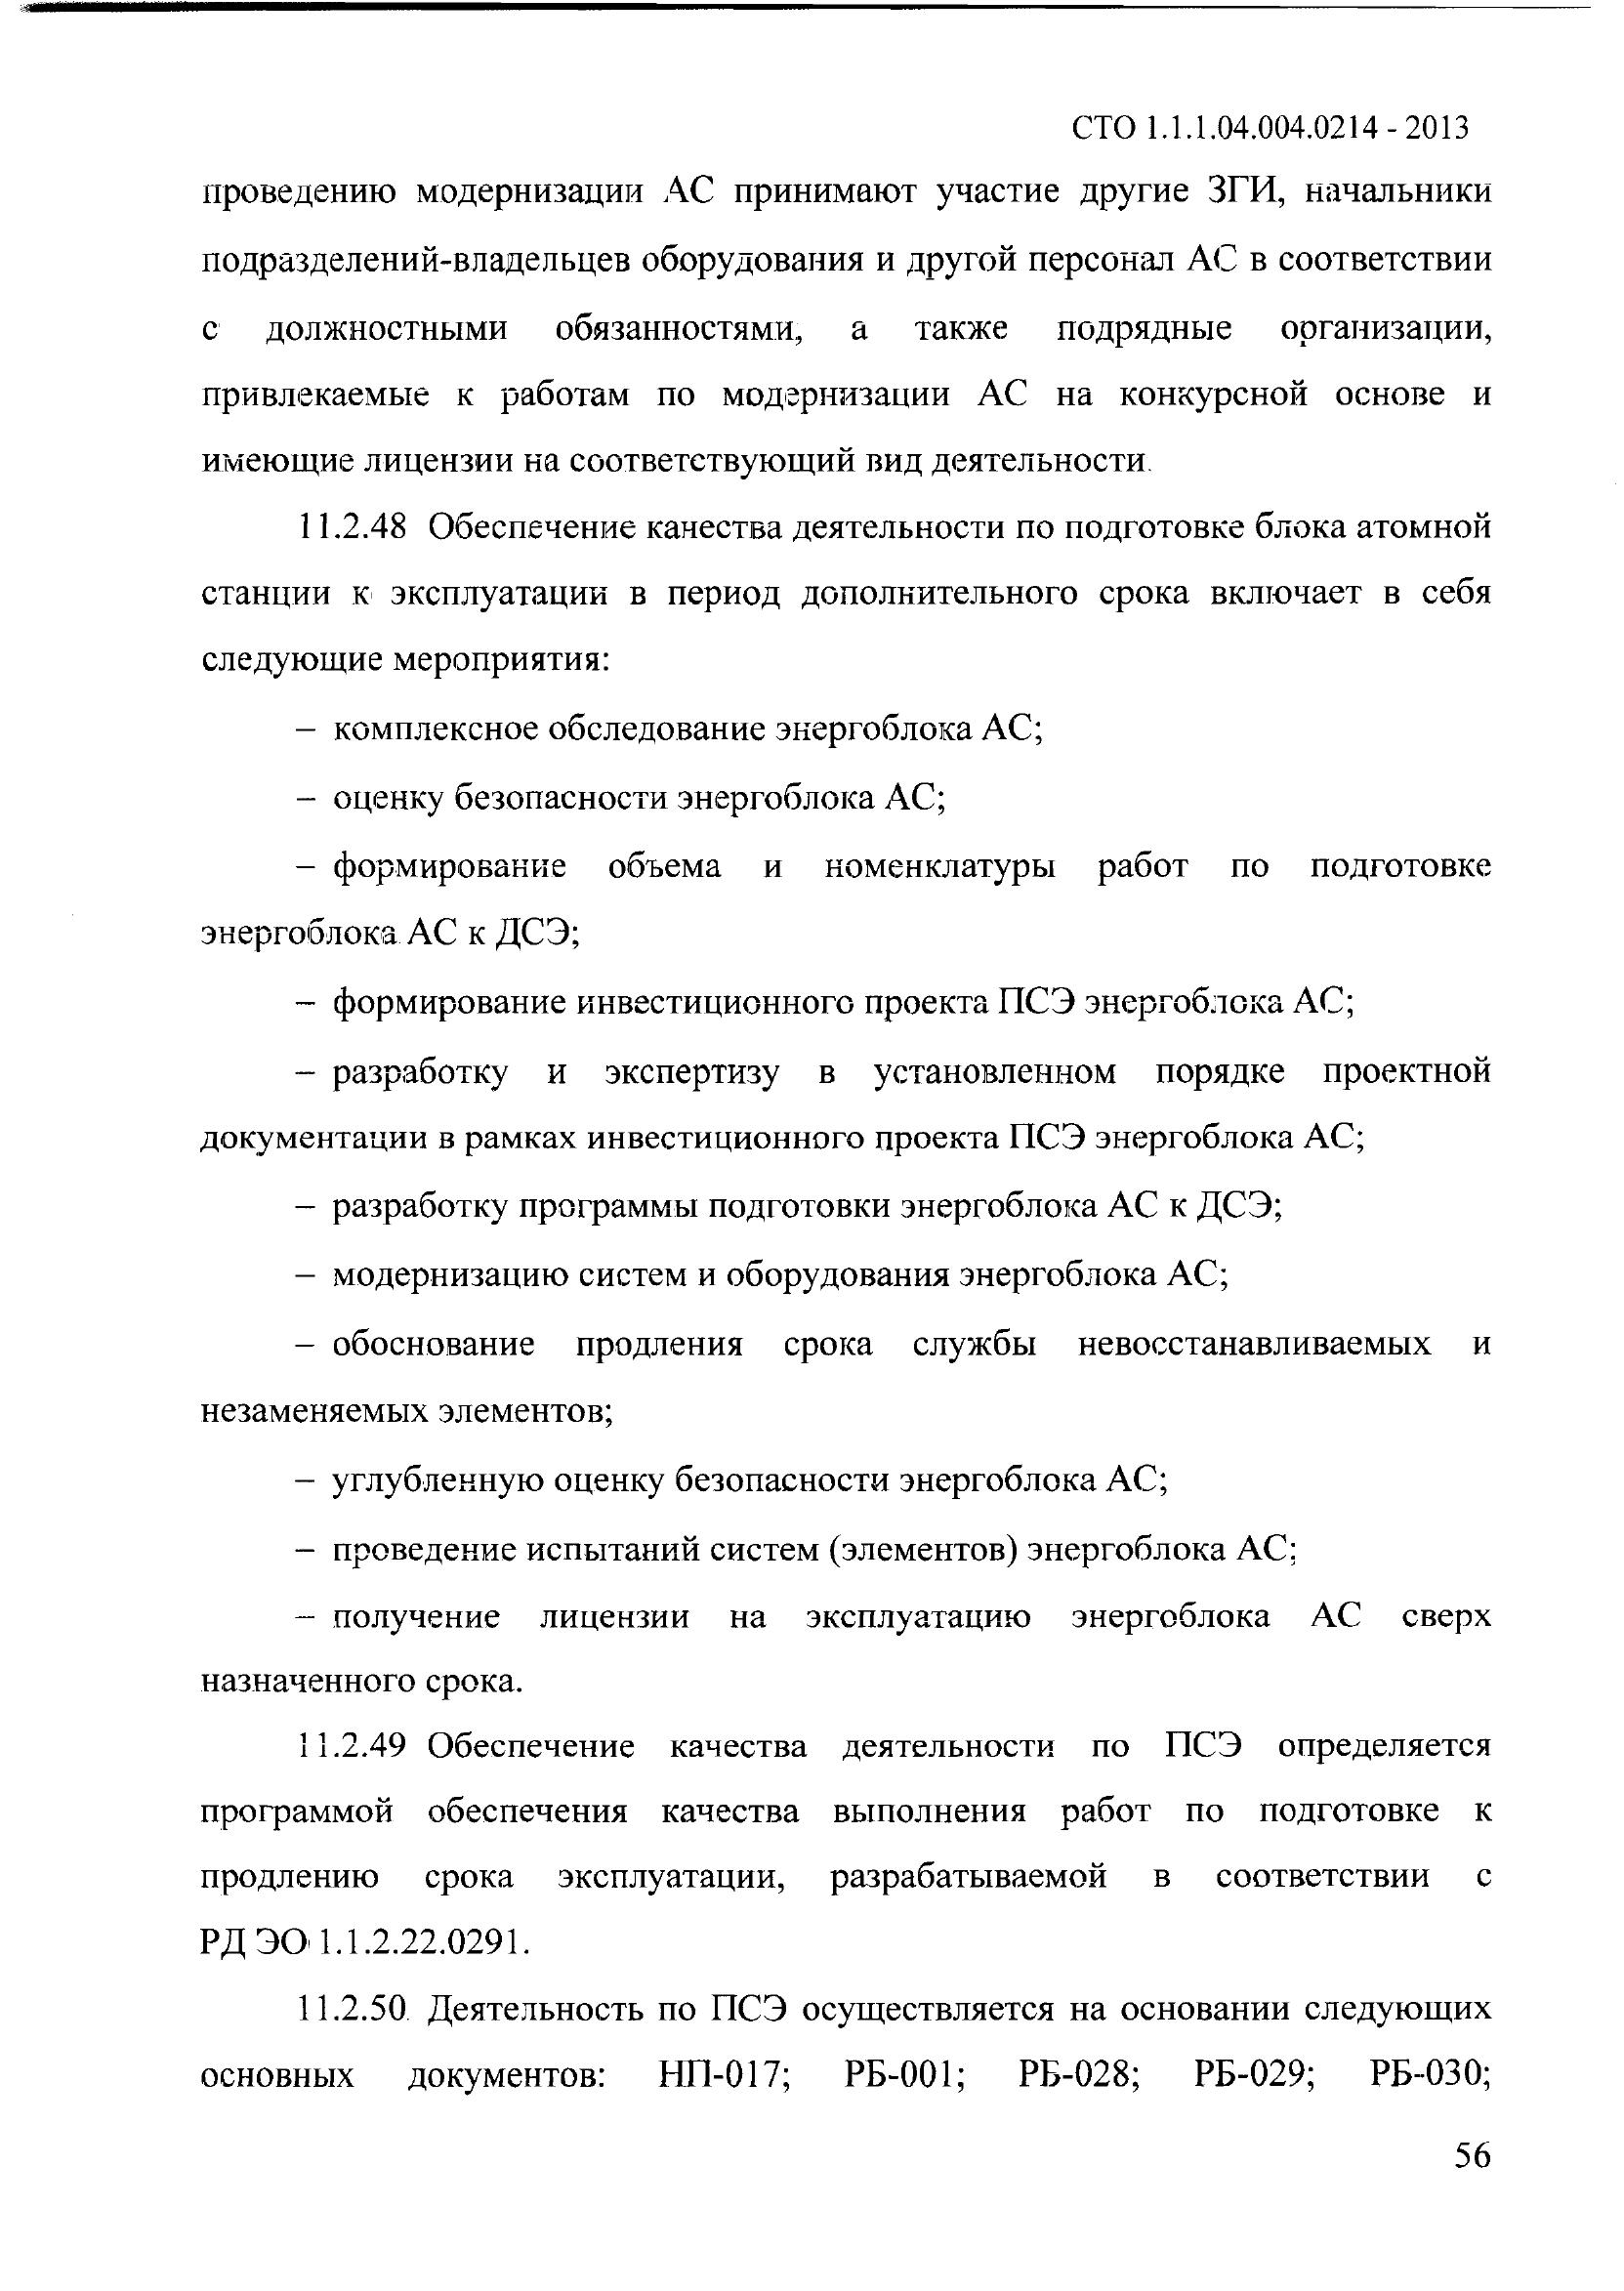 СТО 1.1.1.04.004.0214 - 2013
проведению модернизации АС принимают участие другие ЗГИ, начальники
подразделений-владельцев оборудования и другой персонал АС в соответствии
с должностными обязанностями, а также подрядные организации,
привлекаемые к работам по модернизации АС на конкурсной основе и
имеющие лицензии на соответствующий вид деятельности.
11.2.48 Обеспечение качества деятельности по подготовке блока атомной
станции к эксплуатации в период дополнительного срока включает в себя
следующие мероприятия:
– комплексное обследование энергоблока АС;
– оценку безопасности энергоблока АС;
– формирование объема и номенклатуры работ по подготовке
энергоблока АС к ДСЭ;
– формирование инвестиционного проекта ПСЭ энергоблока АС;
– разработку и экспертизу в установленном порядке проектной
документации в рамках инвестиционного проекта ПСЭ энергоблока АС;
– разработку программы подготовки энергоблока АС к ДСЭ;
– модернизацию систем и оборудования энергоблока АС;
– обоснование продления срока службы невосстанавливаемых и
незаменяемых элементов;
– углубленную оценку безопасности энергоблока АС;
– проведение испытаний систем (элементов) энергоблока АС;
– получение лицензии на эксплуатацию энергоблока АС сверх
назначенного срока.
11.2.49 Обеспечение качества деятельности по ПСЭ определяется
программой обеспечения качества выполнения работ по подготовке к
продлению срока эксплуатации, разрабатываемой в соответствии с
РД ЭО 1.1.2.22.0291.
11.2.50 Деятельность по ПСЭ осуществляется на основании следующих
основных документов: НП-017; РБ-001; РБ-028; РБ-029; РБ-030;
56